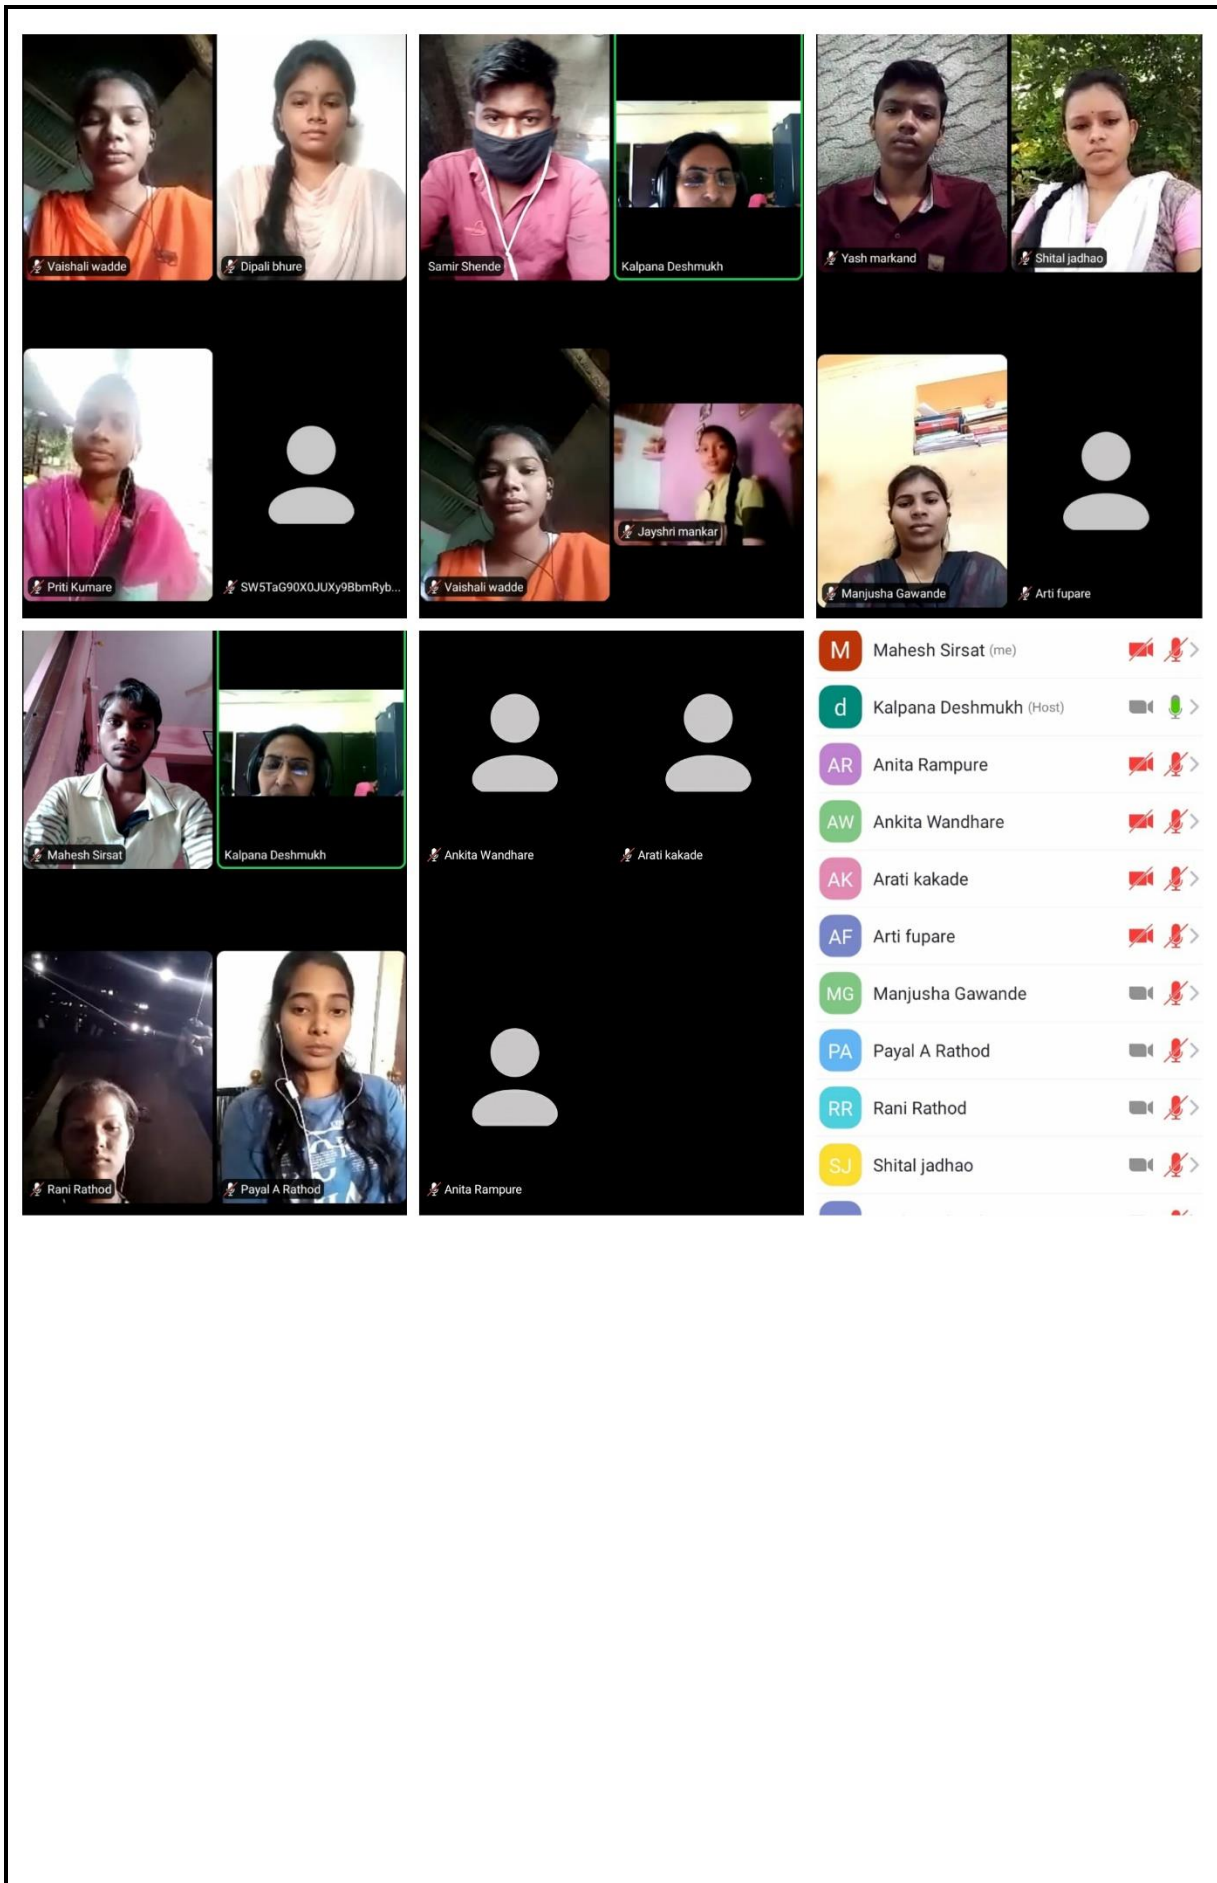 Vaishali wadde
Dipali bhure
Priti Kumare
SW5TaG90X0JUXy9BbmRyb...
Samir Shende
Kalpana Deshmukh
Vaishali wadde
Jayshri mankar
Yash markand
Shital jadhao
Manjusha Gawande
Arti fupare
Mahesh Sirsat
Kalpana Deshmukh
Rani Rathod
Payal A Rathod
Ankita Wandhare
Arati kakade
Anita Rampure
M Mahesh Sirsat (me)
d Kalpana Deshmukh (Host)
AR Anita Rampure
AW Ankita Wandhare
AK Arati kakade
AF Arti fupare
MG Manjusha Gawande
PA Payal A Rathod
RR Rani Rathod
SJ Shital jadhao